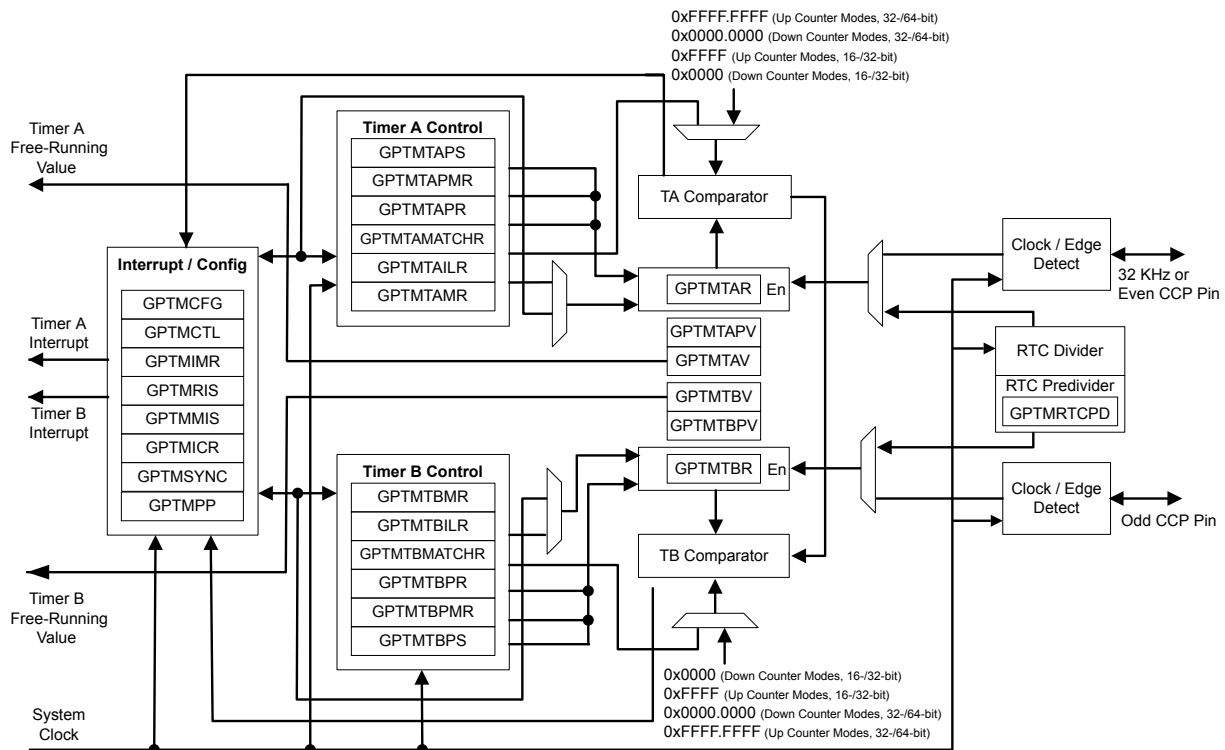 0xFFFF.FFFF (Up Counter Modes, 32-/64-bit)
0x0000.0000 (Down Counter Modes, 32-/64-bit)
0xFFFF (Up Counter Modes, 16-/32-bit)
0x0000 (Down Counter Modes, 16-/32-bit)
Timer A
Free-Running
Value
Timer A Control
GPTMTAPS
GPTMTAPMR
GPTMTAPR
GPTMTAMATCHR
GPTMTAILR
GPTMTAMR
TA Comparator
GPTMTAR
En
Clock / Edge
Detect
32 KHz or
Even CCP Pin
Interrupt / Config
GPTMCFG
GPTMCTL
GPTMIMR
GPTMRIS
GPTMMIS
GPTMICR
GPTMSYNC
GPTMPP
Timer A
Interrupt
Timer B
Interrupt
GPTMTAPV
GPTMTAV
GPTMTBV
GPTMTBPV
RTC Divider
RTC Predivider
GPTMRTCPD
Timer B Control
GPTMTBMR
GPTMTBILR
GPTMTBMATCHR
GPTMTBPR
GPTMTBPMR
GPTMTBPS
GPTMTBR
En
TB Comparator
Clock / Edge
Detect
Odd CCP Pin
Timer B
Free-Running
Value
0x0000 (Down Counter Modes, 16-/32-bit)
0xFFFF (Up Counter Modes, 16-/32-bit)
0x0000.0000 (Down Counter Modes, 32-/64-bit)
0xFFFF.FFFF (Up Counter Modes, 32-/64-bit)
System
Clock